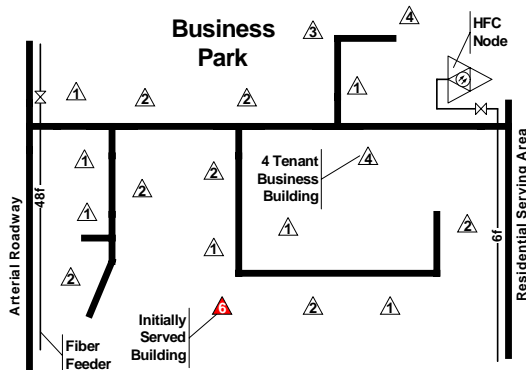 Business
Park
HFC
Node
3
4
1
2
2
1
1
2
2
4
4 Tenant
Business
Building
1
1
1
2
2
Arterial Roadway
48f
6f
Residential Serving Area
Initially
Served
Building
6
2
1
Fiber
Feeder